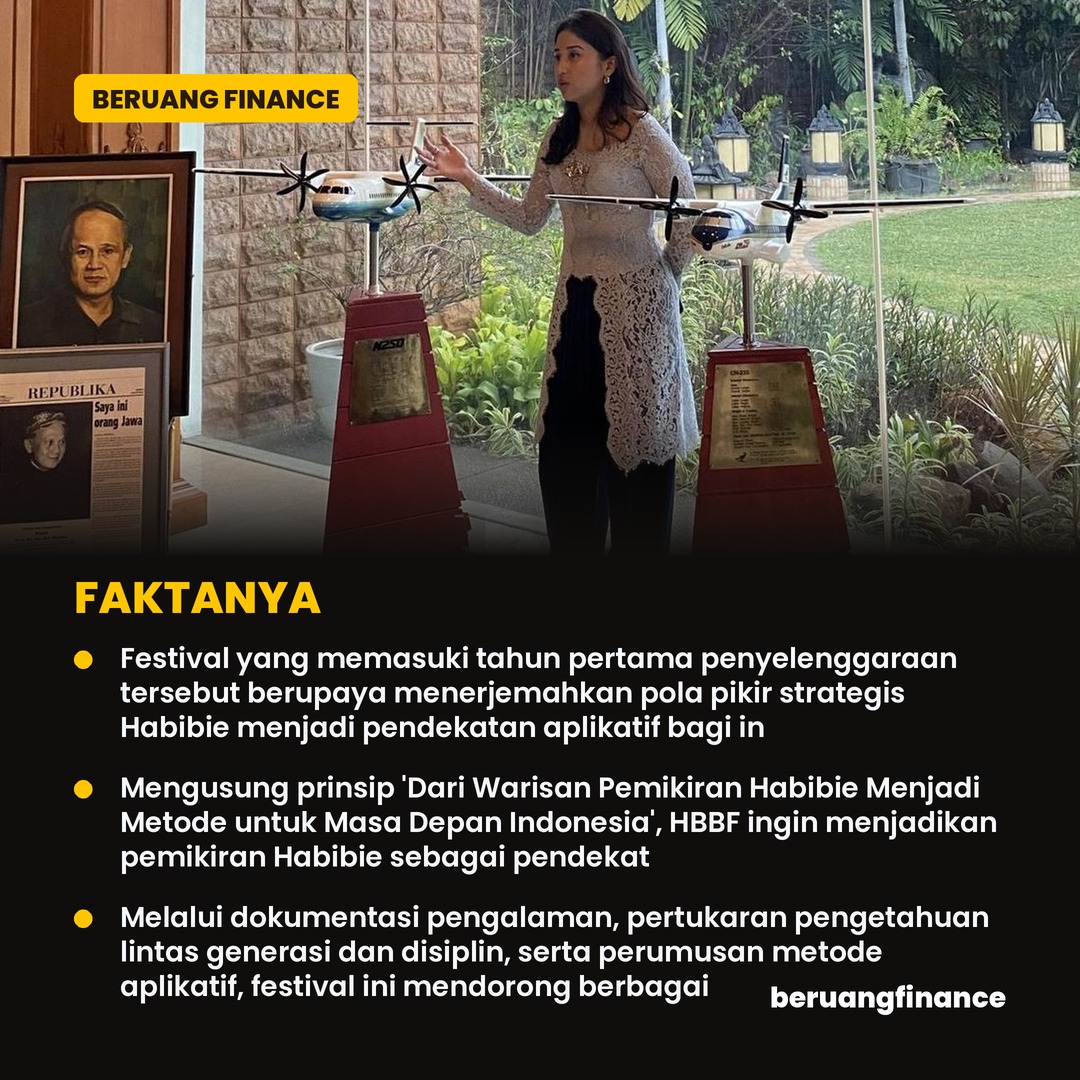 BERUANG FINANCE
REPUBLIKA
Saya ini
orang Jawa
N250
CN-235
FAKTANYA
Festival yang memasuki tahun pertama penyelenggaraan
tersebut berupaya menerjemahkan pola pikir strategis
Habibie menjadi pendekatan aplikatif bagi in
Mengusung prinsip 'Dari Warisan Pemikiran Habibie Menjadi
Metode untuk Masa Depan Indonesia', HBBF ingin menjadikan
pemikiran Habibie sebagai pendekat
Melalui dokumentasi pengalaman, pertukaran pengetahuan
lintas generasi dan disiplin, serta perumusan metode
aplikatif, festival ini mendorong berbagai
beruangfinance